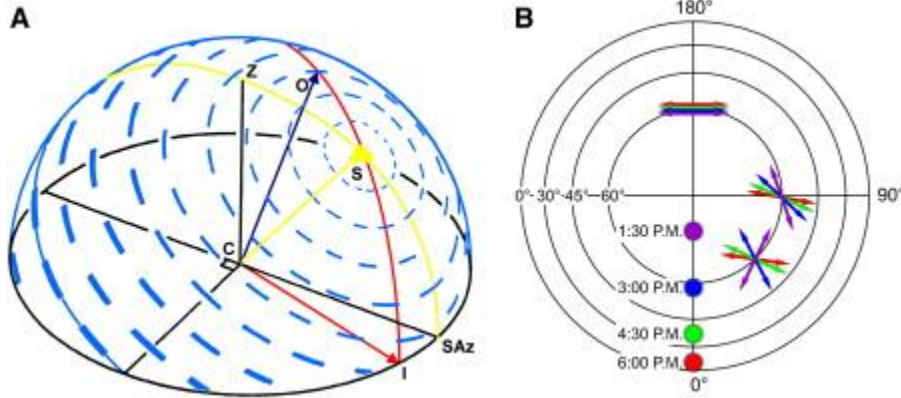 A
Z
O
S
C
SAz
I
B
180°
0°-30°-45°-60°
90°
1:30 P.M.
3:00 P.M.
4:30 P.M.
6:00 P.M.
0°